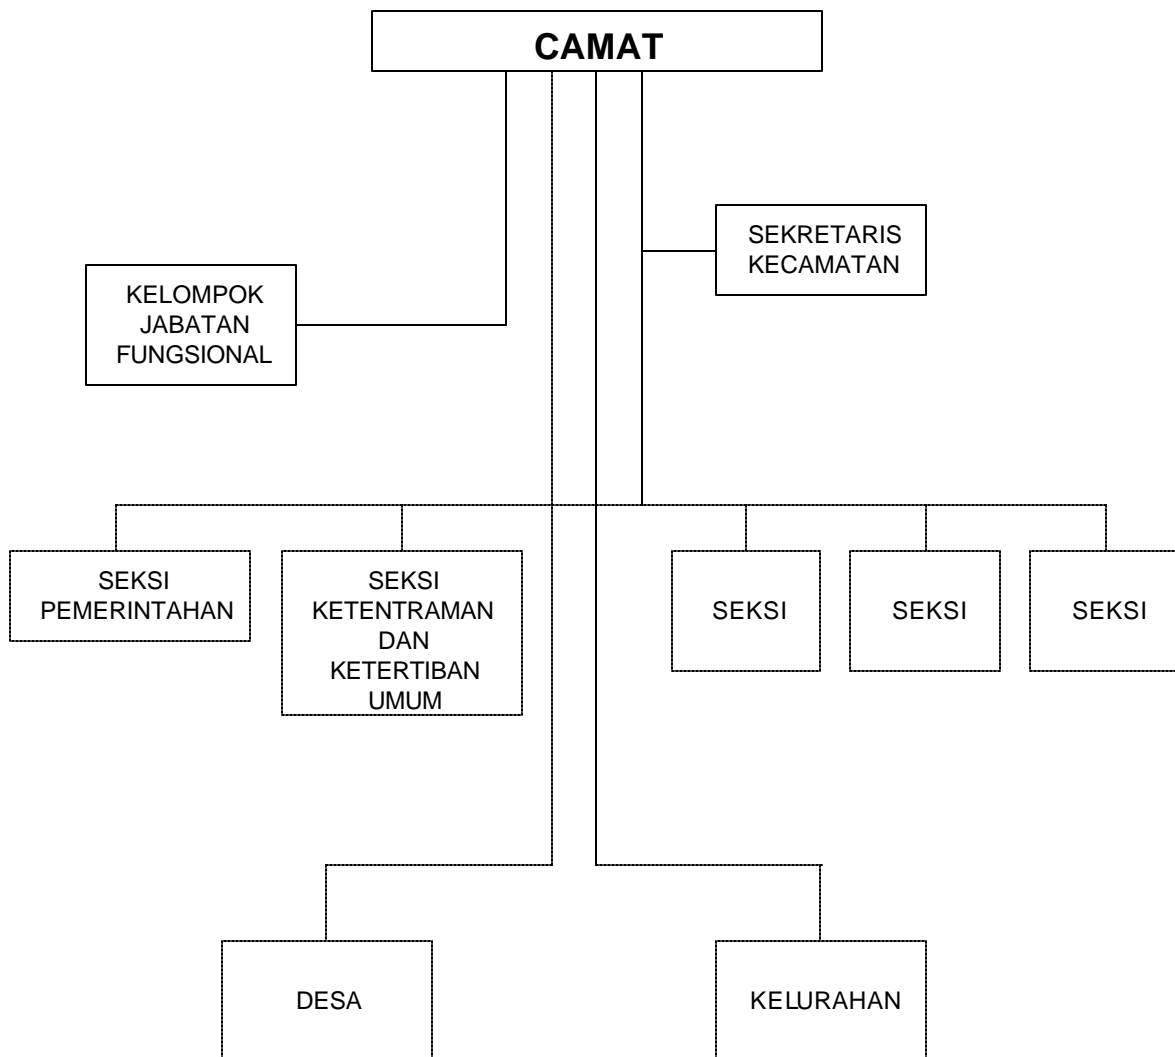 CAMAT
SEKRETARIS
KECAMATAN
KELOMPOK
JABATAN
FUNGSIONAL
SEKSI
PEMERINTAHAN
SEKSI
KETENTRAMAN
DAN
KETERTIBAN
UMUM
SEKSI
SEKSI
SEKSI
DESA
KELURAHAN